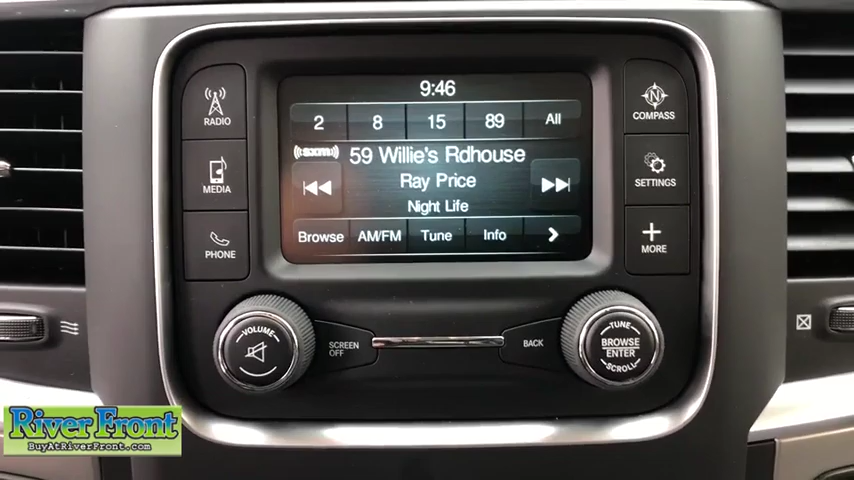 9:46
2 8 15 89 All
((sxm)) 59 Willie's Rdhouse
Ray Price
Night Life
Browse AM/FM Tune Info
RADIO
MEDIA
PHONE
N
COMPASS
SETTINGS
MORE
VOLUME
SCREEN
OFF
BACK
TUNE
BROWSE
ENTER
SCROLL
River Front
BuyAtRiverFront.com